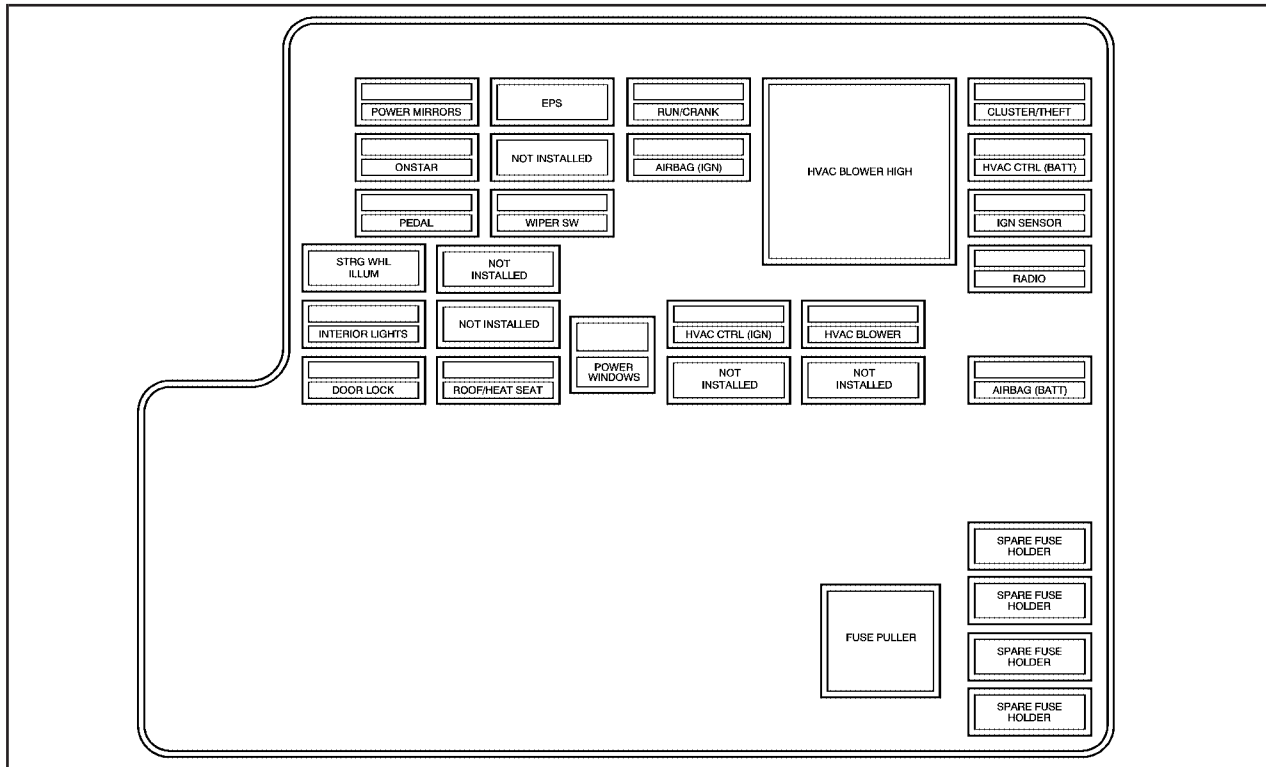 POWER MIRRORS
EPS
RUN/CRANK
CLUSTER/THEFT
ONSTAR
NOT INSTALLED
AIRBAG (IGN)
HVAC BLOWER HIGH
HVAC CTRL (BATT)
PEDAL
WIPER SW
IGN SENSOR
STRG WHL
ILLUM
NOT
INSTALLED
RADIO
INTERIOR LIGHTS
NOT INSTALLED
POWER
WINDOWS
HVAC CTRL (IGN)
HVAC BLOWER
DOOR LOCK
ROOF/HEAT SEAT
NOT
INSTALLED
NOT
INSTALLED
AIRBAG (BATT)
SPARE FUSE
HOLDER
SPARE FUSE
HOLDER
FUSE PULLER
SPARE FUSE
HOLDER
SPARE FUSE
HOLDER